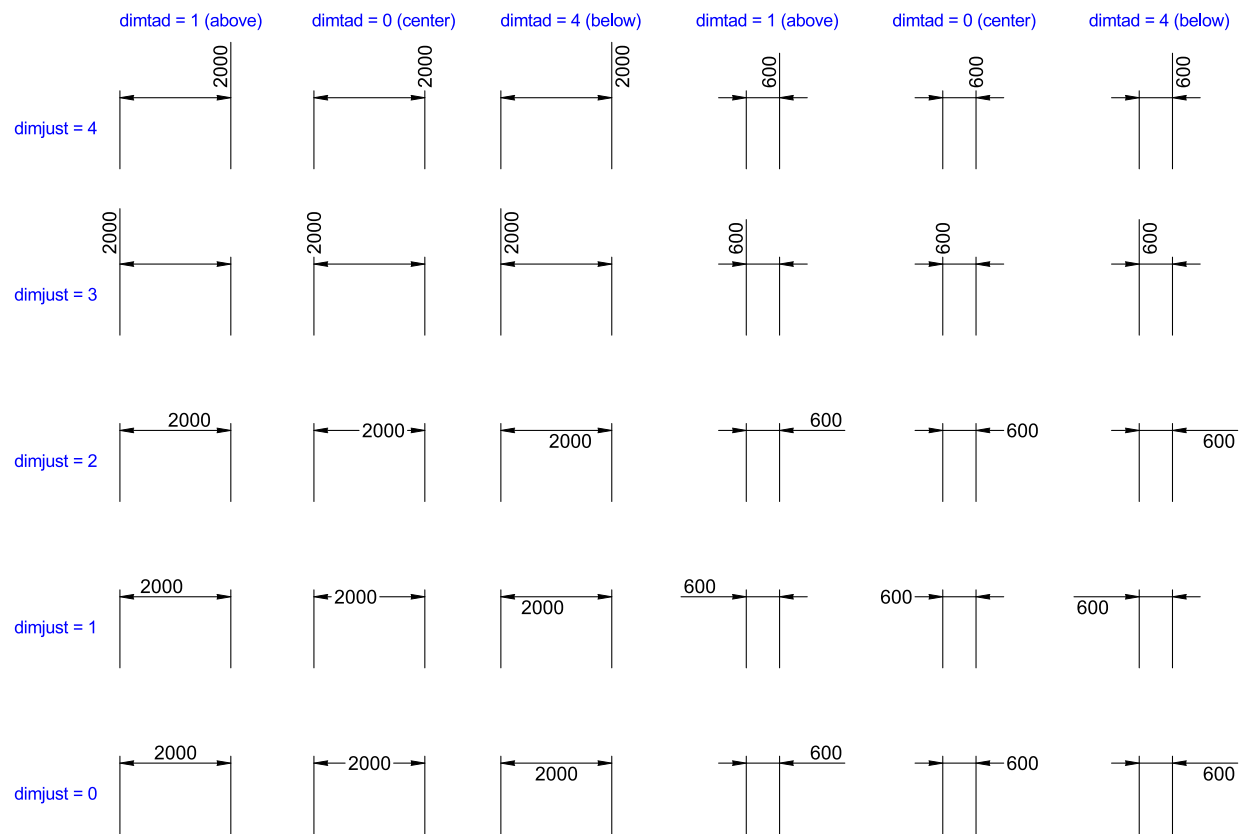 dimtad = 1 (above) dimtad = 0 (center) dimtad = 4 (below) dimtad = 1 (above) dimtad = 0 (center) dimtad = 4 (below)
2000 2000 2000 600 600 600
dimjust = 4
2000 2000 2000 600 600 600
dimjust = 3
2000 2000 2000 600 600 600
dimjust = 2
2000 2000 2000 600 600 600
dimjust = 1
2000 2000 2000 600 600 600
dimjust = 0